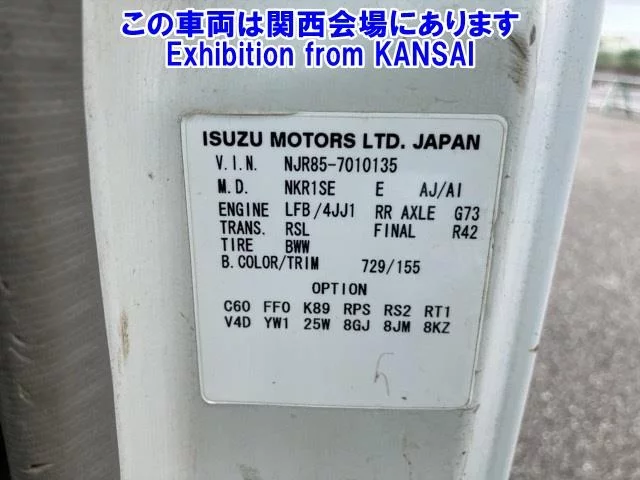 この車両は関西会場にあります
Exhibition from KANSAI
ISUZU MOTORS LTD. JAPAN
V.I.N. NJR85-7010135
M.D. NKR1SE E AJ/AI
ENGINE LFB/4JJ1 RR AXLE G73
TRANS. RSL FINAL R42
TIRE BWW
B.COLOR/TRIM 729/155
OPTION
C60 FF0 K89 RPS RS2 RT1
V4D YW1 25W 8GJ 8JM 8KZ